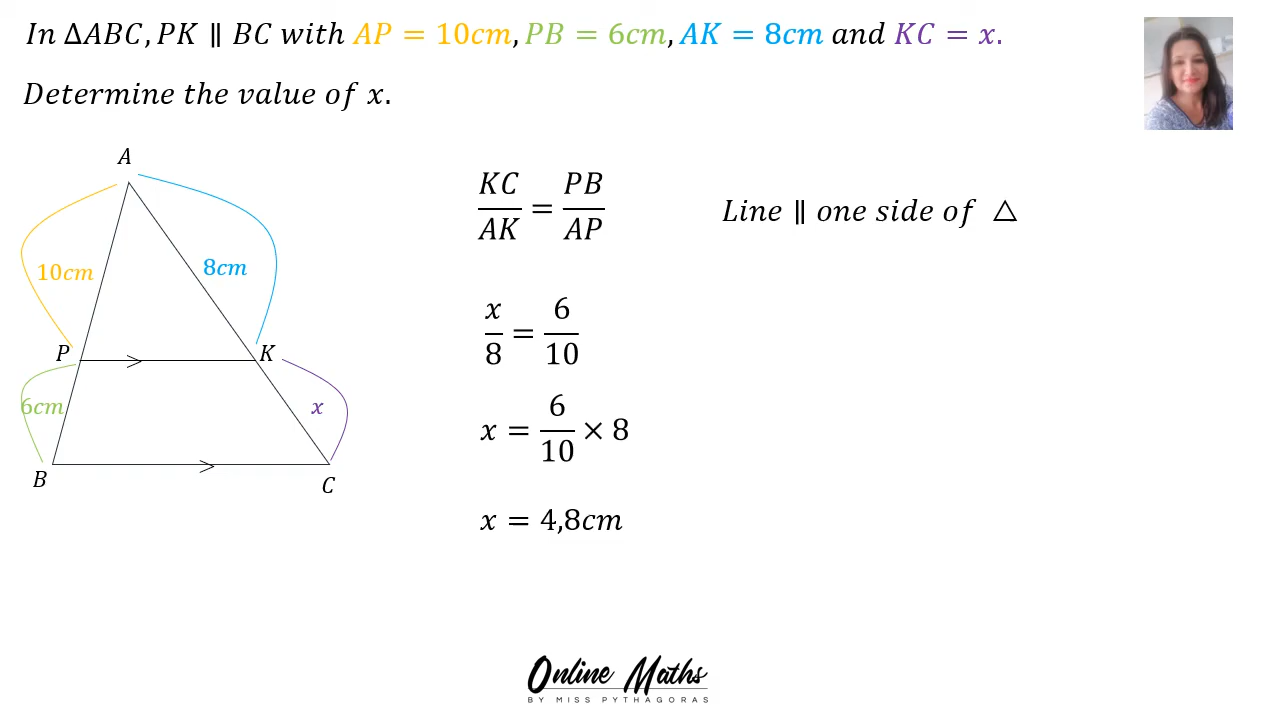 In ΔABC, PK ∥ BC with AP = 10cm, PB = 6cm, AK = 8cm and KC = x.
Determine the value of x.
A
10cm
8cm
P
K
6cm
x
B
C
KC/AK = PB/AP
Line ∥ one side of △
x/8 = 6/10
x = 6/10 × 8
x = 4,8cm
Online Maths
BY MISS PYTHAGORAS